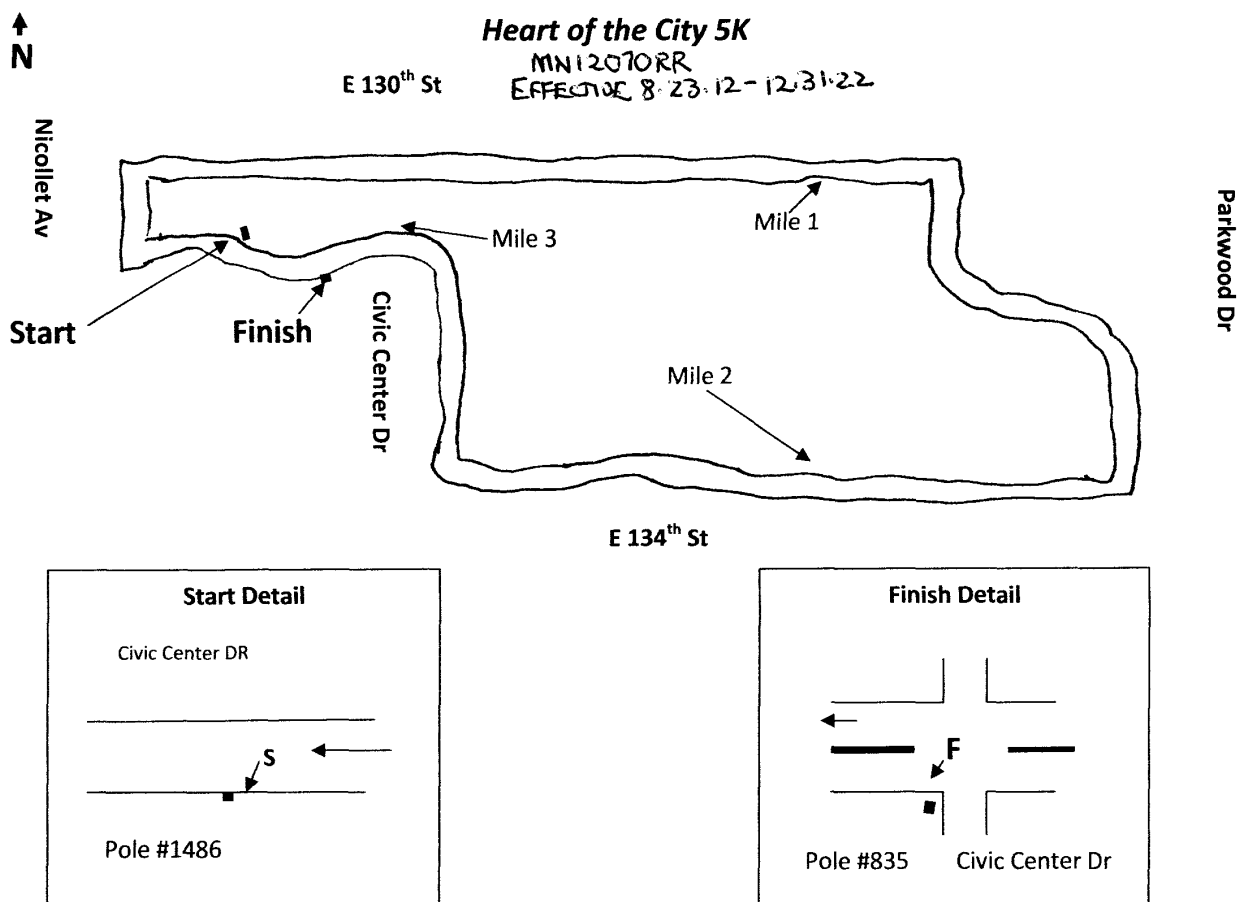 Heart of the City 5K
N
MN12070RR
E 130th St
EFFECTIVE 8.23.12 - 12.31.22
Nicollet Av
Parkwood Dr
Mile 1
Mile 3
Start
Finish
Civic Center Dr
Mile 2
E 134th St
Start Detail
Civic Center DR
S
Pole #1486
Finish Detail
F
Pole #835
Civic Center Dr